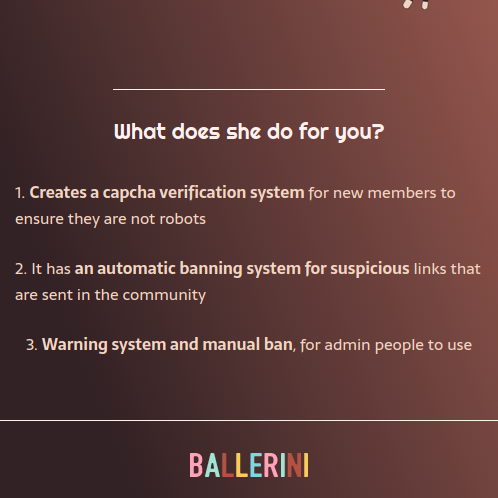 What does she do for you?
1. Creates a capcha verification system for new members to
ensure they are not robots
2. It has an automatic banning system for suspicious links that
are sent in the community
3. Warning system and manual ban, for admin people to use
BALLERINI